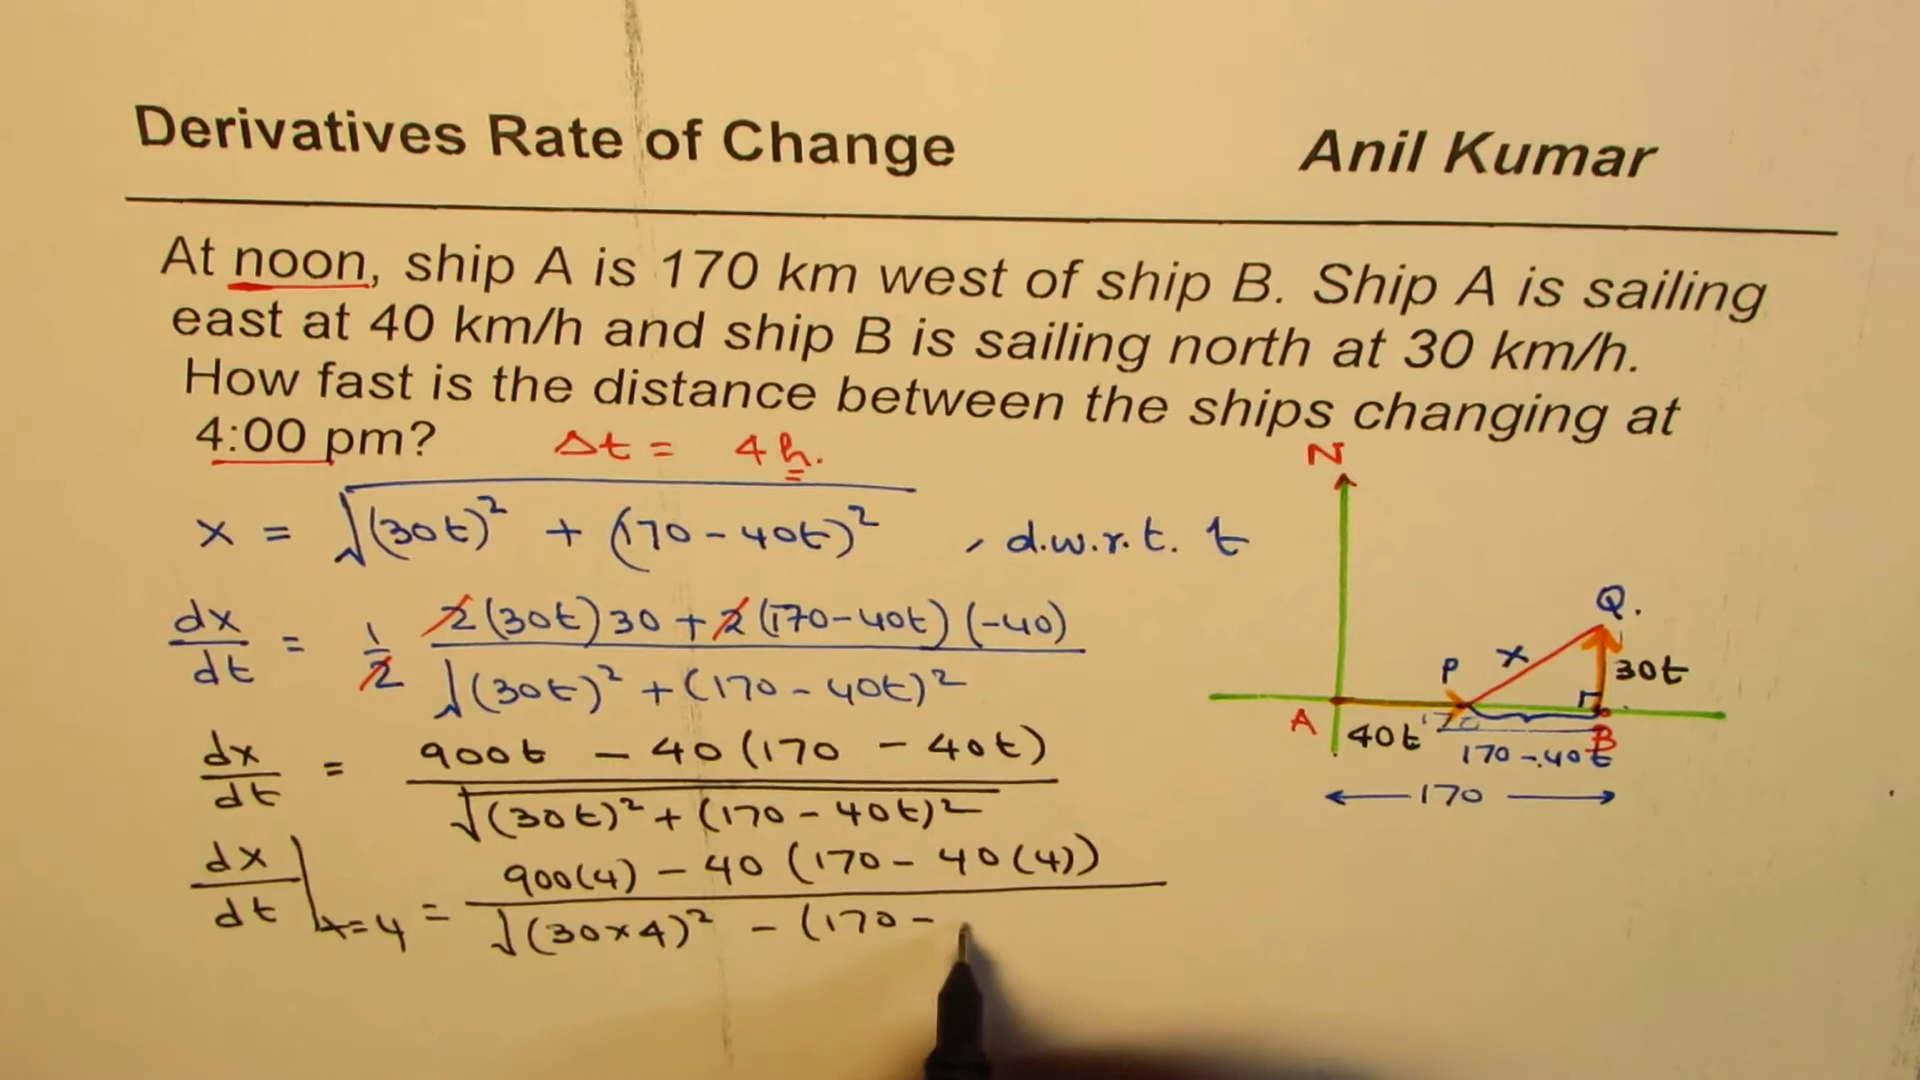 Derivatives Rate of Change Anil Kumar
At noon, ship A is 170 km west of ship B. Ship A is sailing
east at 40 km/h and ship B is sailing north at 30 km/h.
How fast is the distance between the ships changing at
4:00 pm? Δt = 4 h.
x = √(30t)² + (170 - 40t)² , d.w.r.t. t
dx/dt = 1/2 2(30t)30 + 2(170-40t)(-40) / √(30t)² + (170 - 40t)²
dx/dt = 900t - 40(170 - 40t) / √(30t)² + (170 - 40t)²
dx/dt|t=4 = 900(4) - 40(170 - 40(4)) / √(30×4)² - (170 -
N
Q.
P x 30t
A 40t 170 B
170-40t
170